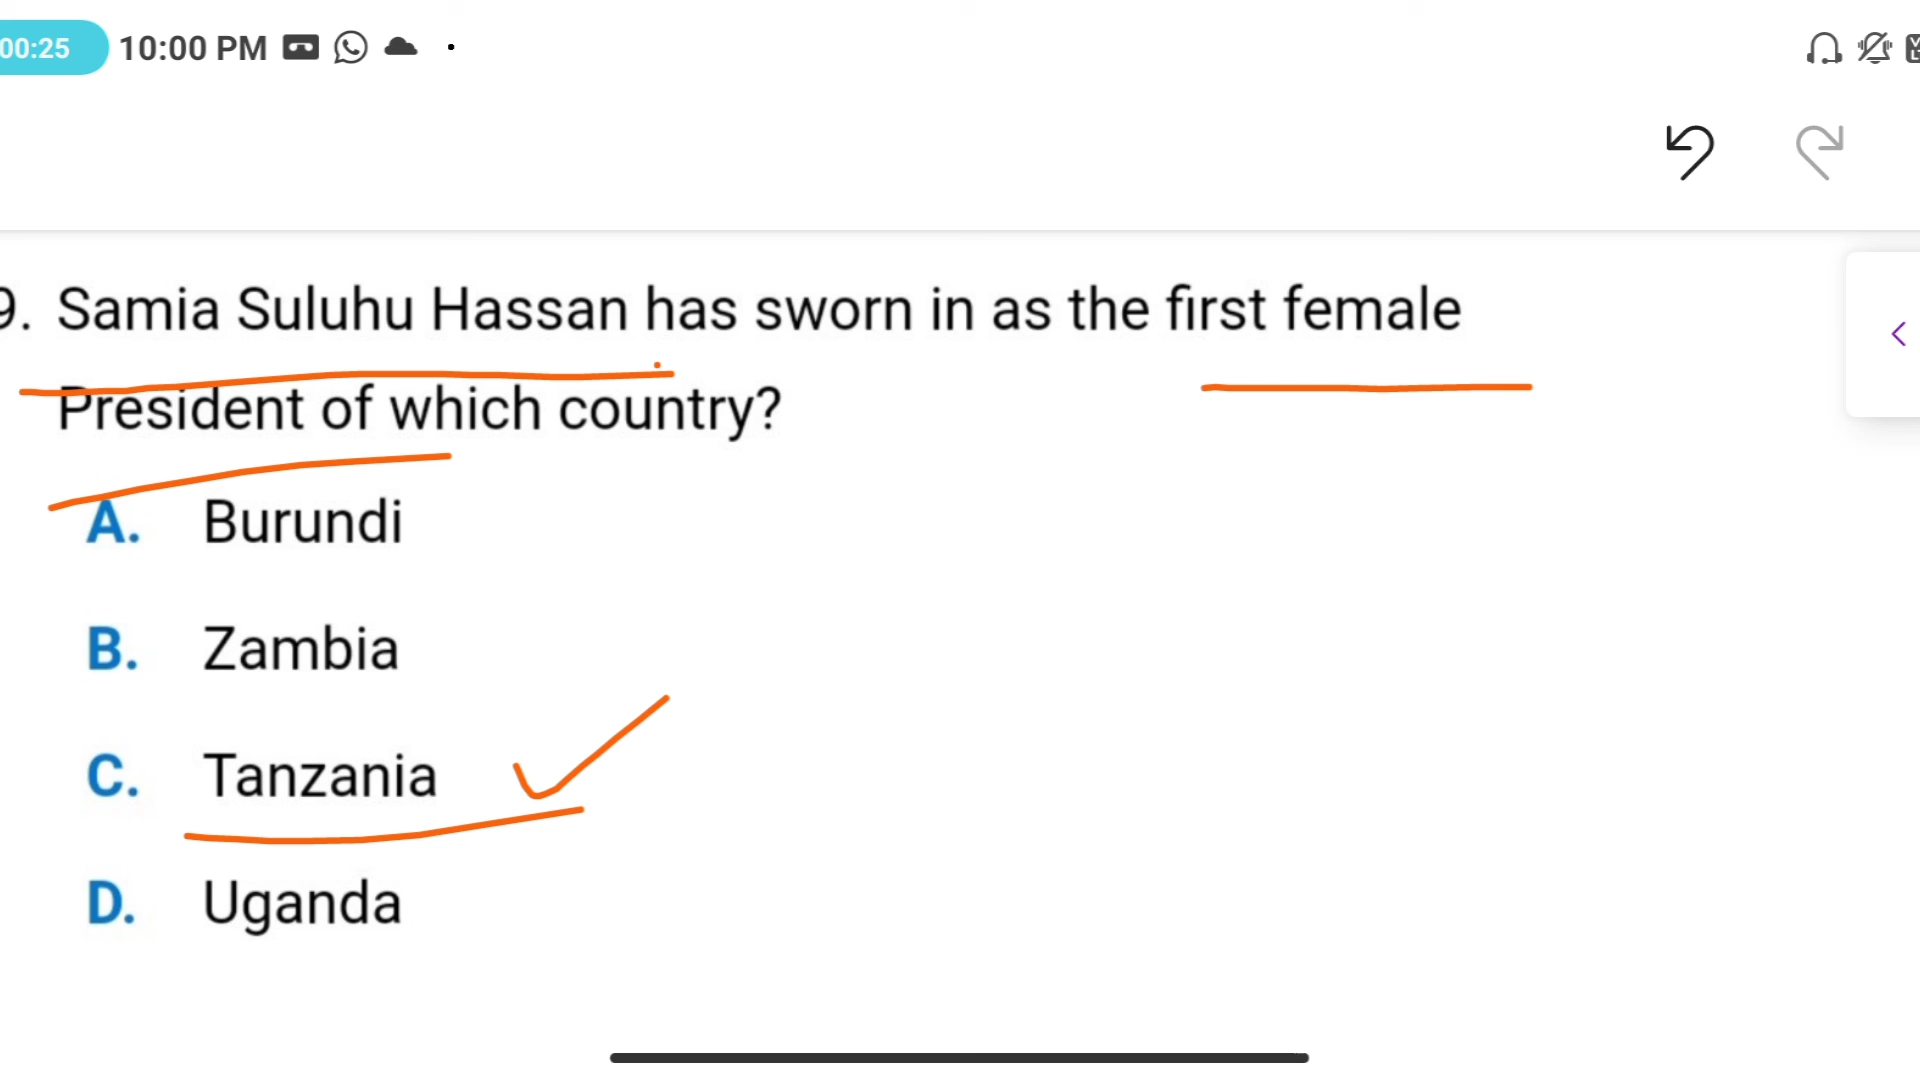 00:25 10:00 PM
9. Samia Suluhu Hassan has sworn in as the first female
President of which country?
A. Burundi
B. Zambia
C. Tanzania
D. Uganda